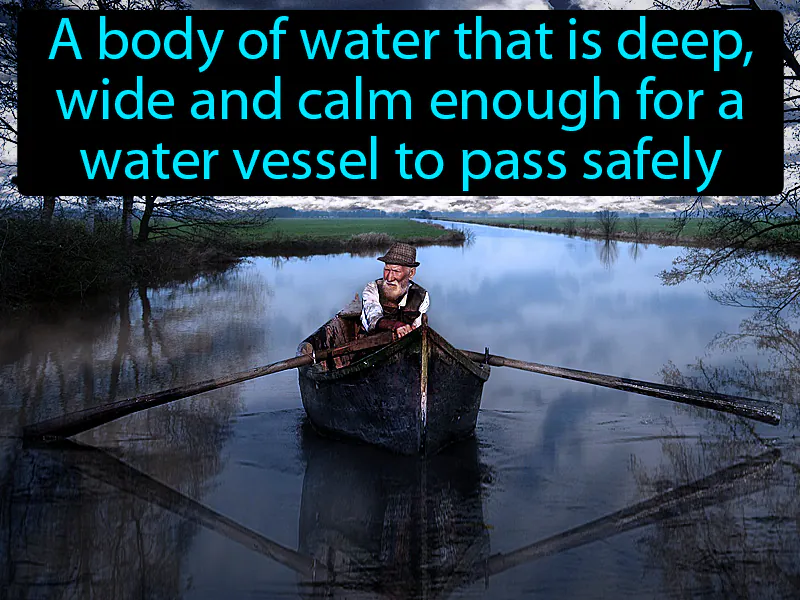 A body of water that is deep,
wide and calm enough for a
water vessel to pass safely